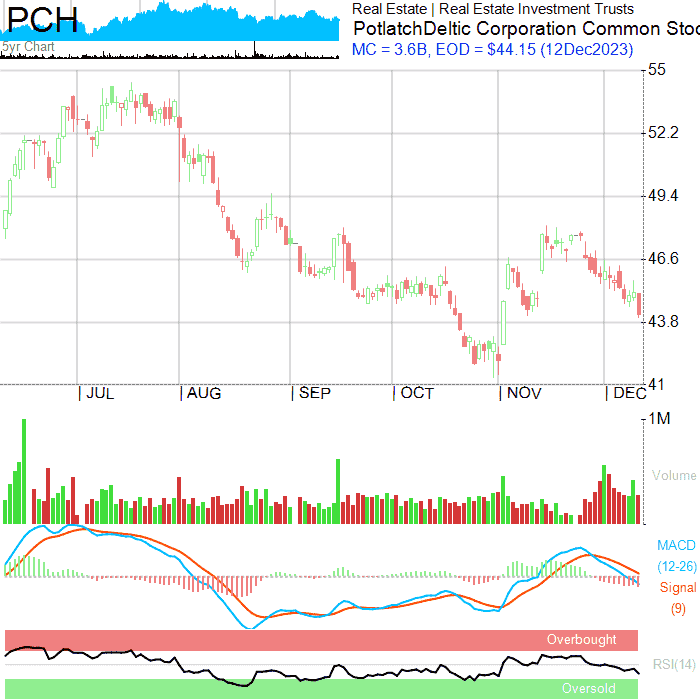 PCH
5yr Chart
Real Estate | Real Estate Investment Trusts
PotlatchDeltic Corporation Common Stoc
MC = 3.6B, EOD = $44.15 (12Dec2023)
55
52.2
49.4
46.6
43.8
41
JUL AUG SEP OCT NOV DEC
1M
Volume
MACD
(12-26)
Signal
(9)
Overbought
RSI(14)
Oversold